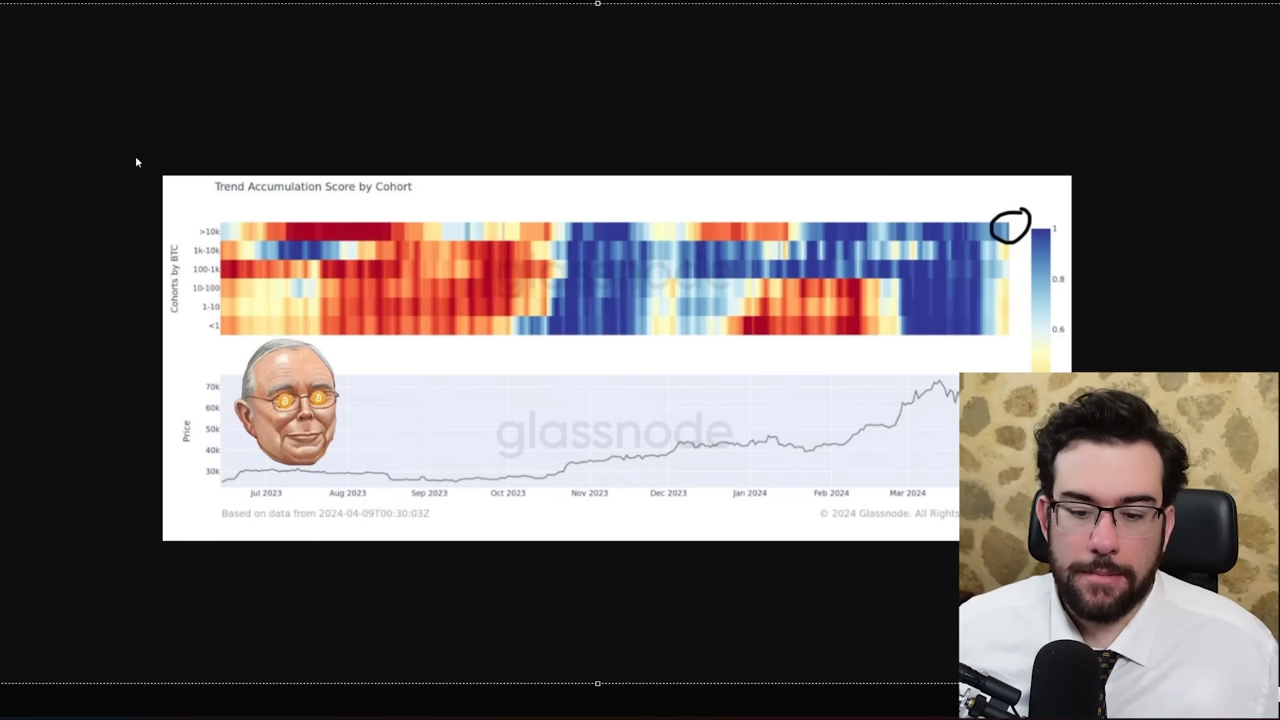 Trend Accumulation Score by Cohort
Cohorts by BTC
>10k
1k-10k
100-1k
10-100
1-10
<1
1
0.8
0.6
glassnode
Price
70k
60k
50k
40k
30k
glassnode
Jul 2023 Aug 2023 Sep 2023 Oct 2023 Nov 2023 Dec 2023 Jan 2024 Feb 2024 Mar 2024
Based on data from 2024-04-09T00:30:03Z
© 2024 Glassnode. All Rights